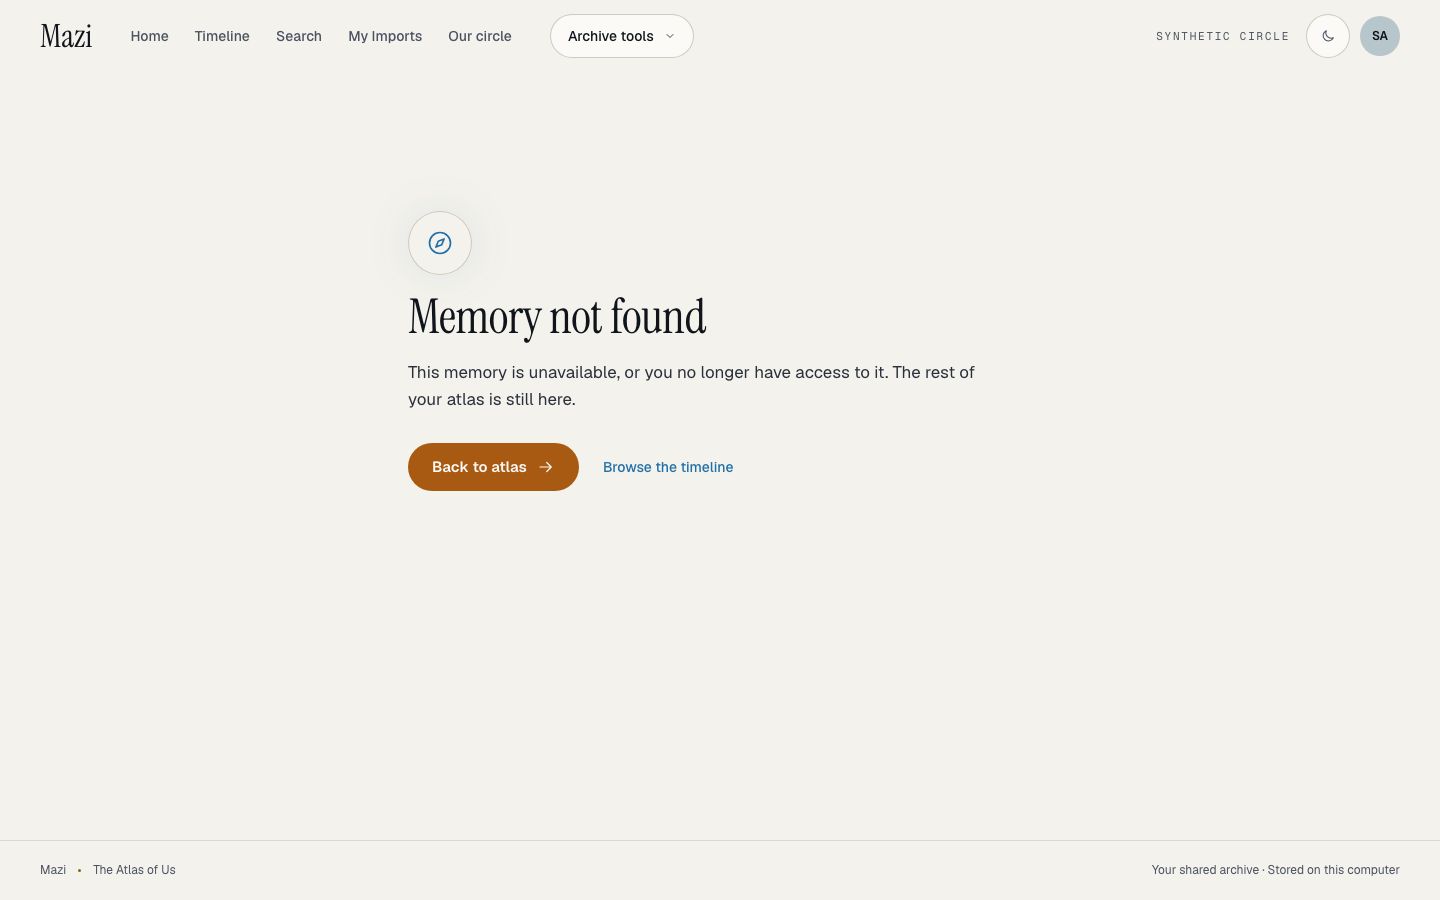 Mazi
Home
Timeline
Search
My Imports
Our circle
Archive tools
SYNTHETIC CIRCLE
SA
Memory not found
This memory is unavailable, or you no longer have access to it. The rest of
your atlas is still here.
Back to atlas
Browse the timeline
Mazi • The Atlas of Us
Your shared archive · Stored on this computer